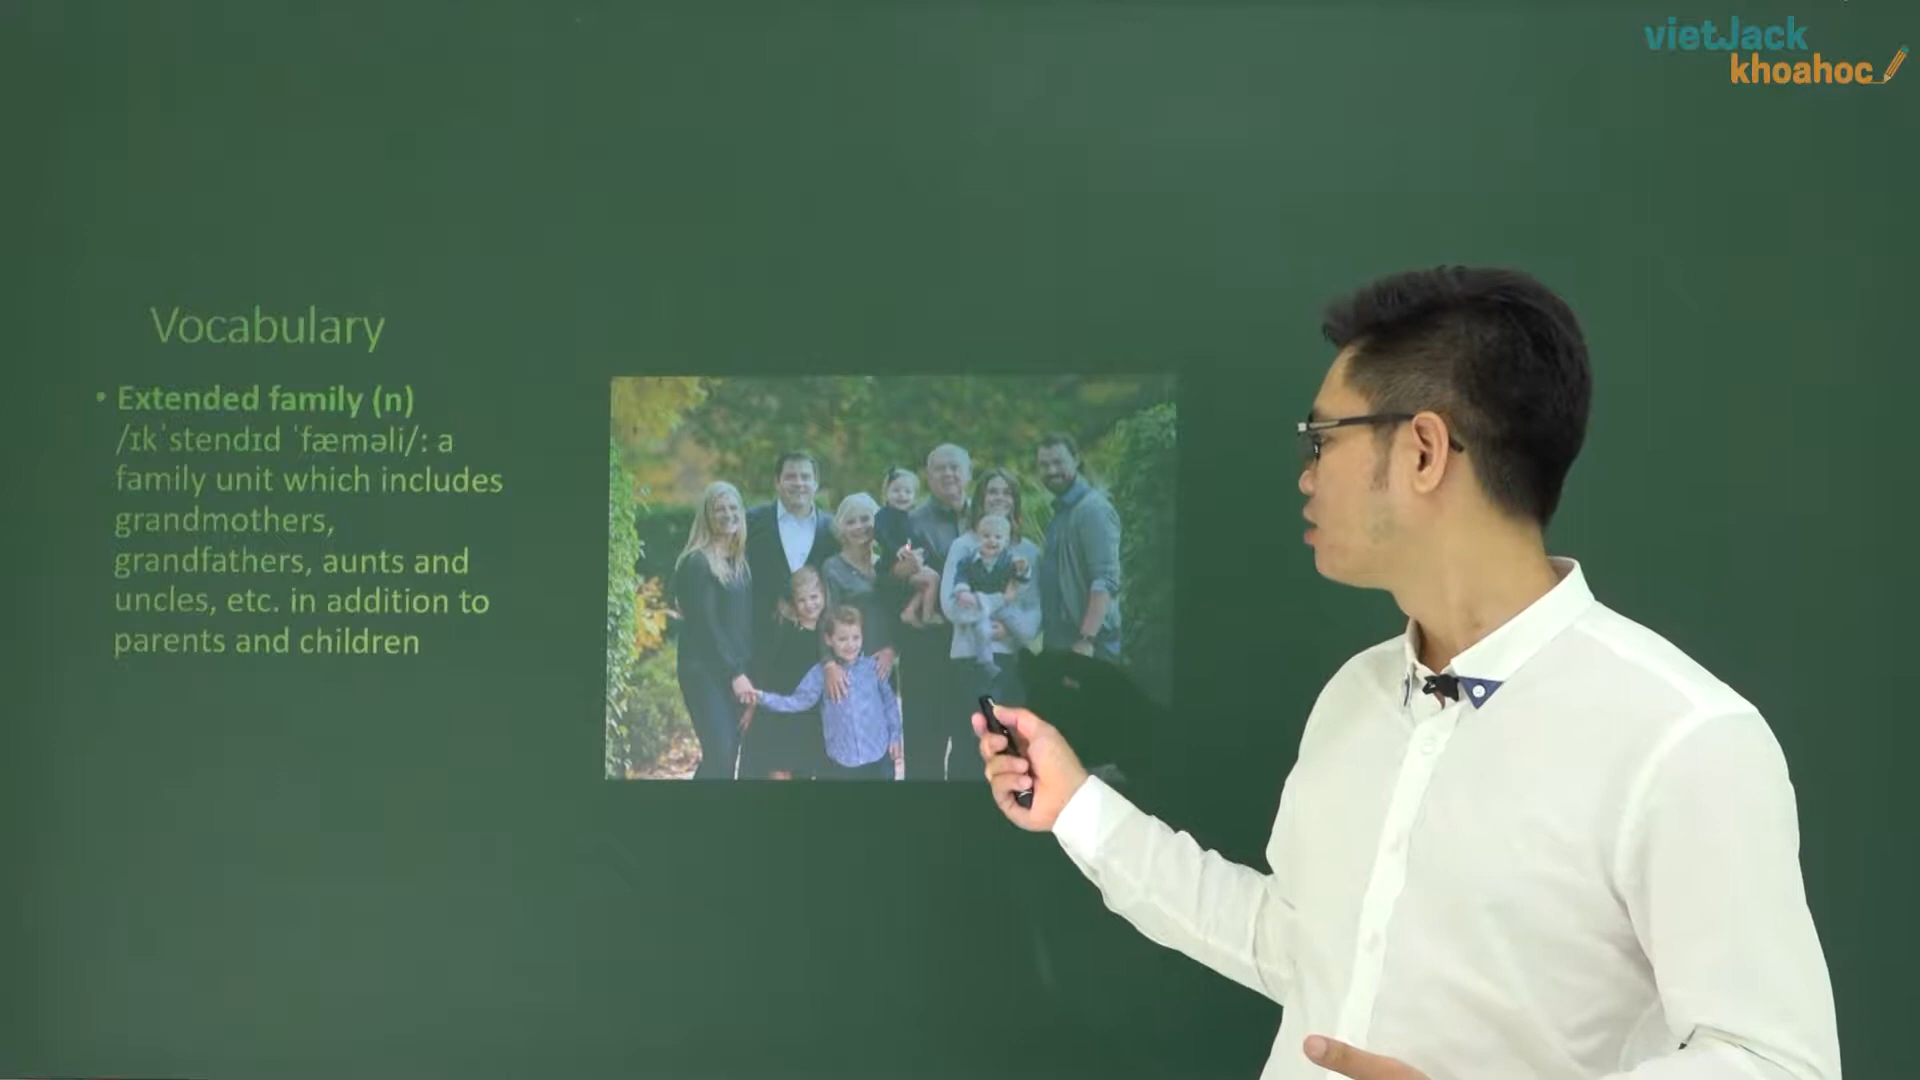 vietJack
khoahoc
Vocabulary
• Extended family (n)
/ɪkˈstendɪd ˈfæməli/: a
family unit which includes
grandmothers,
grandfathers, aunts and
uncles, etc. in addition to
parents and children